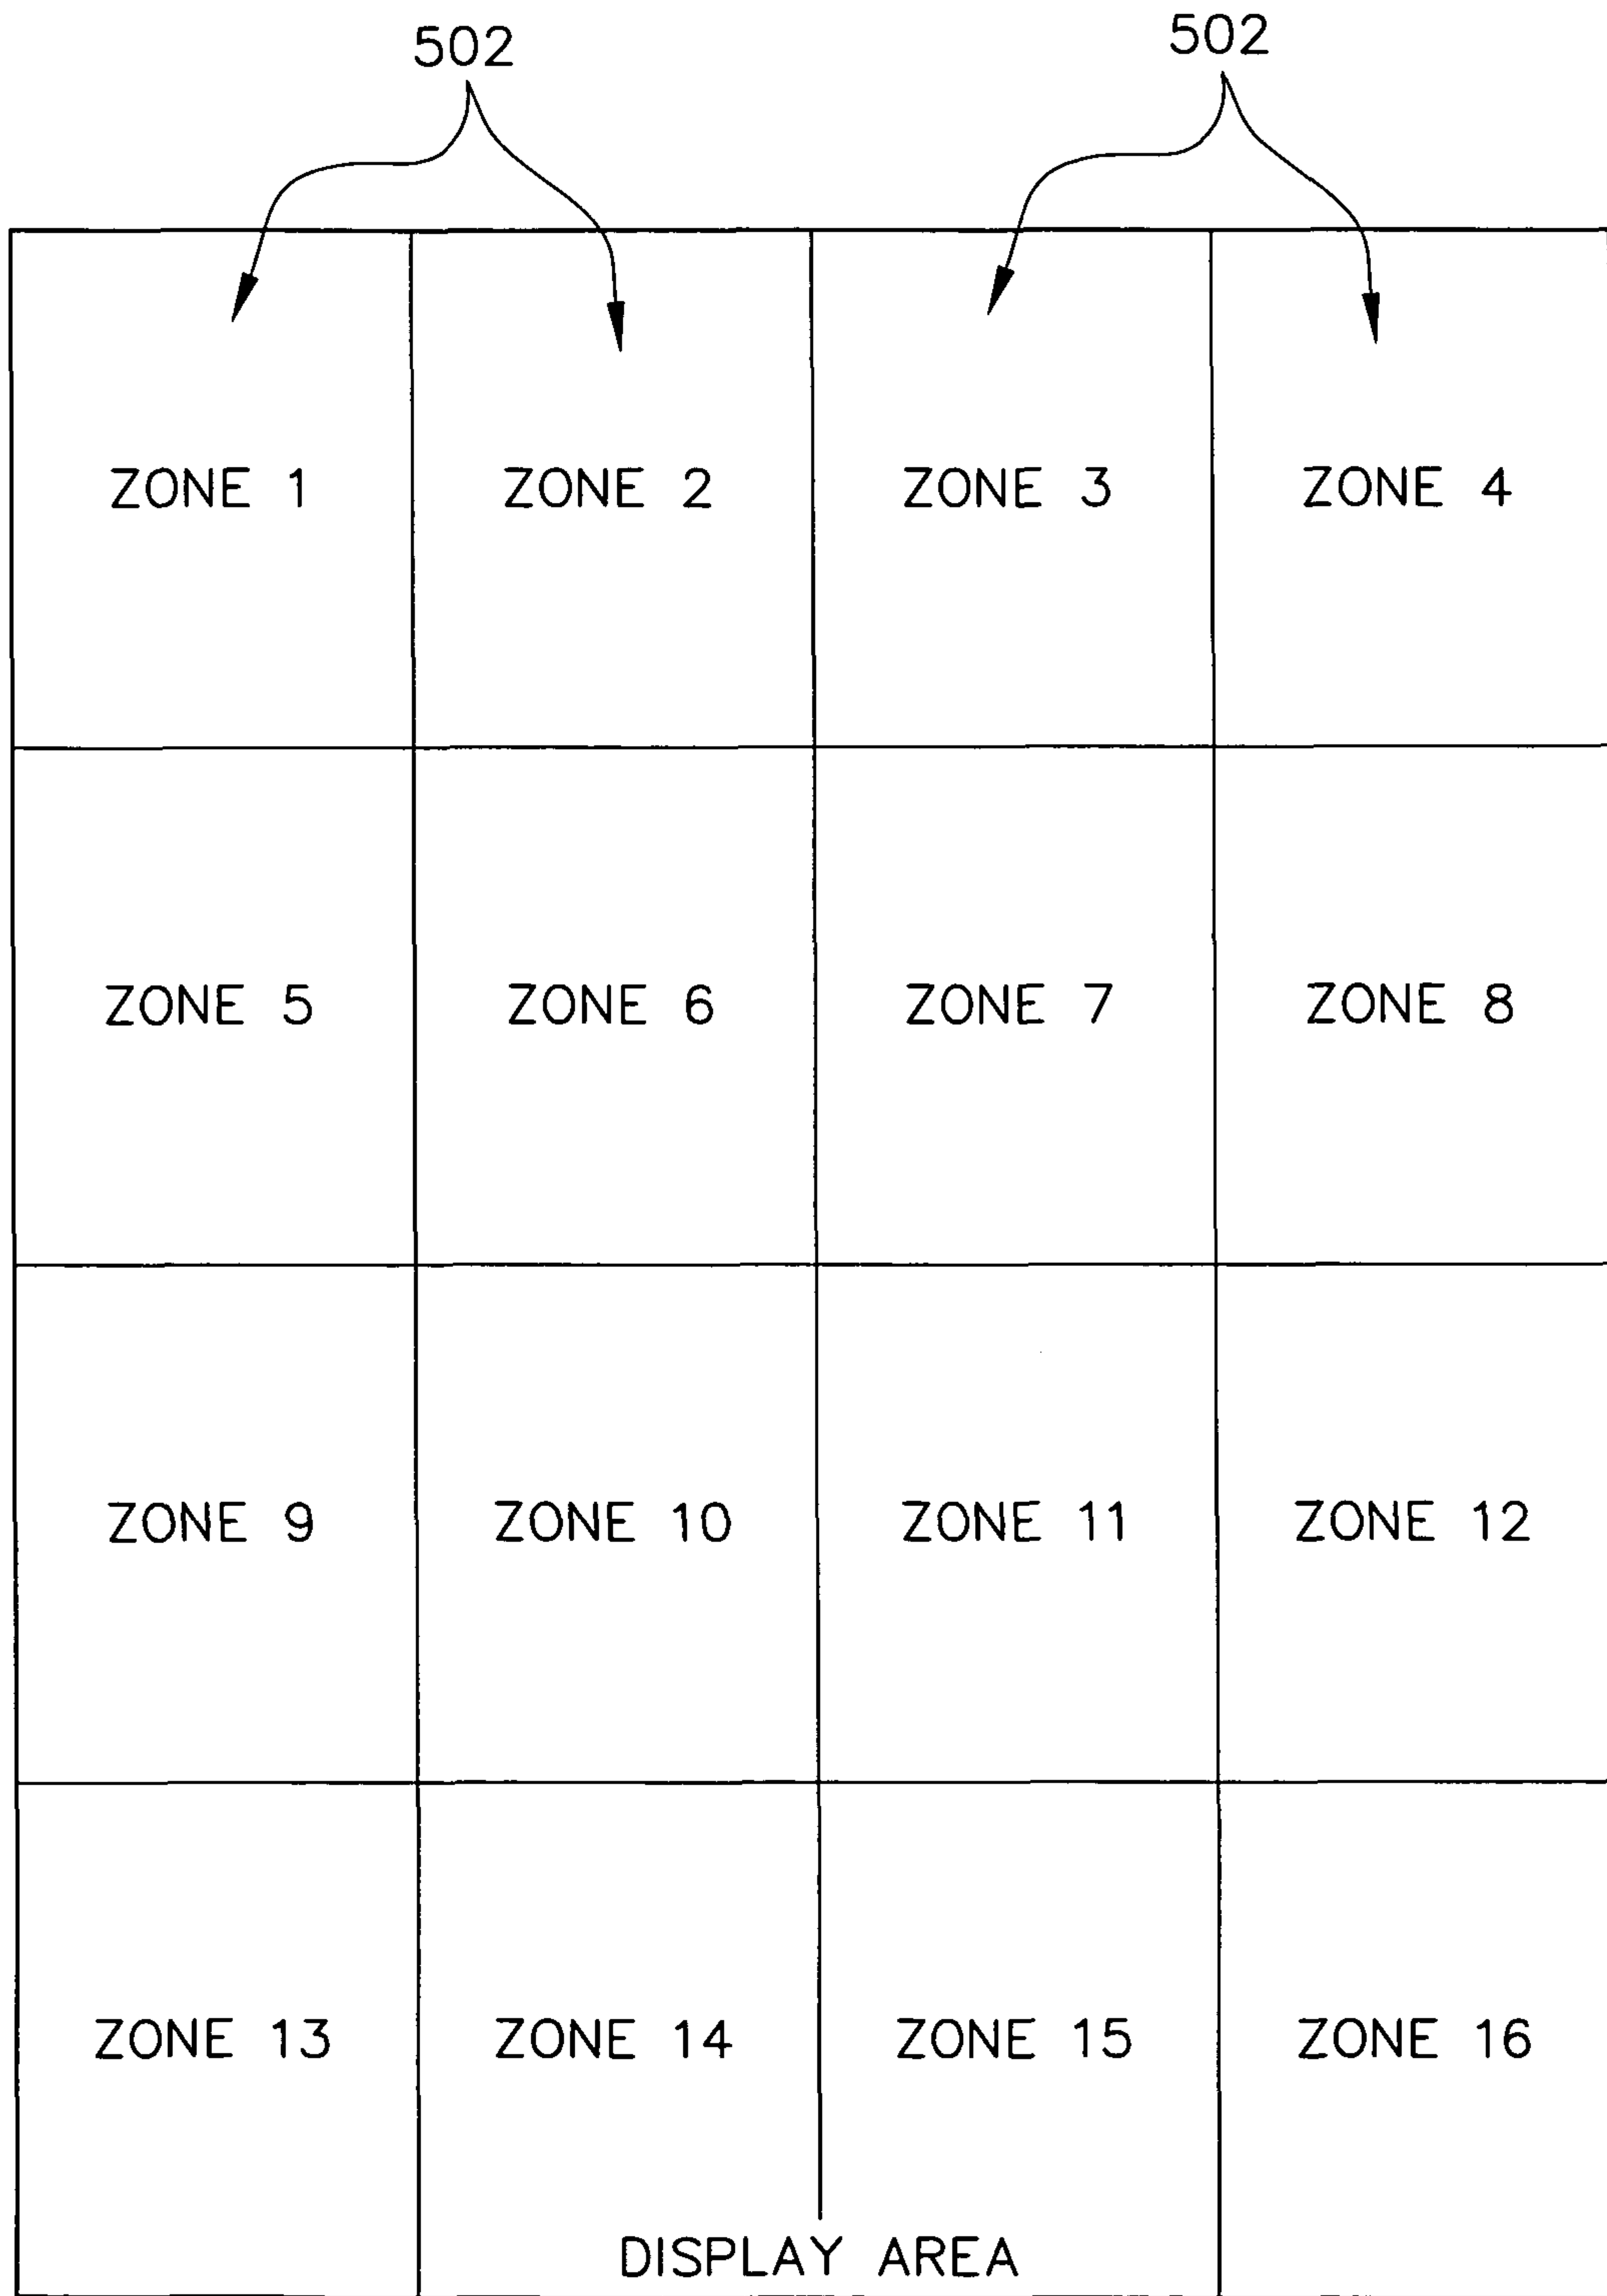 502 502
ZONE 1 ZONE 2 ZONE 3 ZONE 4
ZONE 5 ZONE 6 ZONE 7 ZONE 8
ZONE 9 ZONE 10 ZONE 11 ZONE 12
ZONE 13 ZONE 14 ZONE 15 ZONE 16
DISPLAY AREA